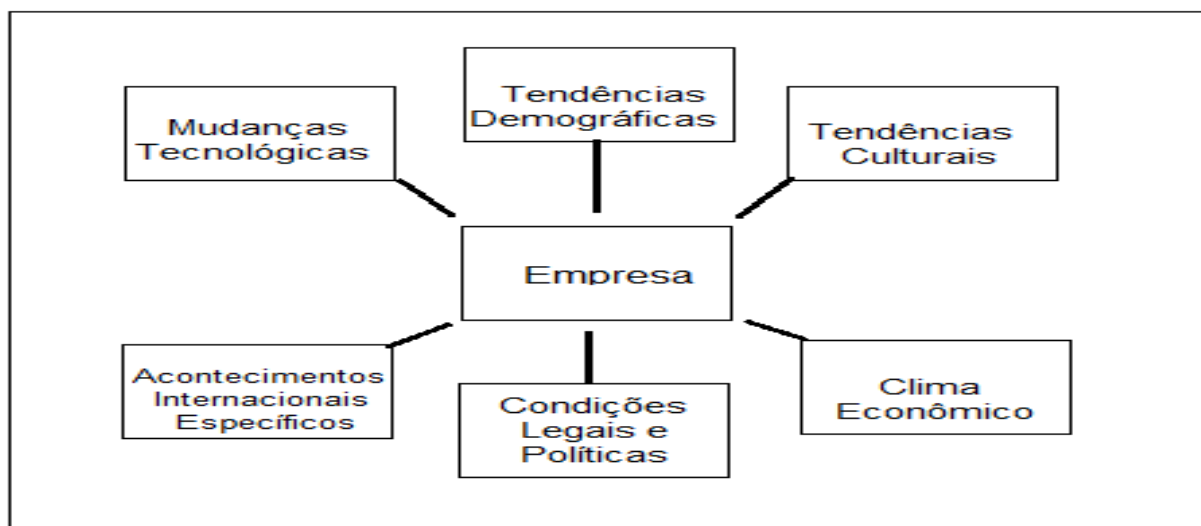 Tendências
Demográficas
Mudanças
Tecnológicas
Tendências
Culturais
Empresa
Acontecimentos
Internacionais
Específicos
Condições
Legais e
Políticas
Clima
Econômico